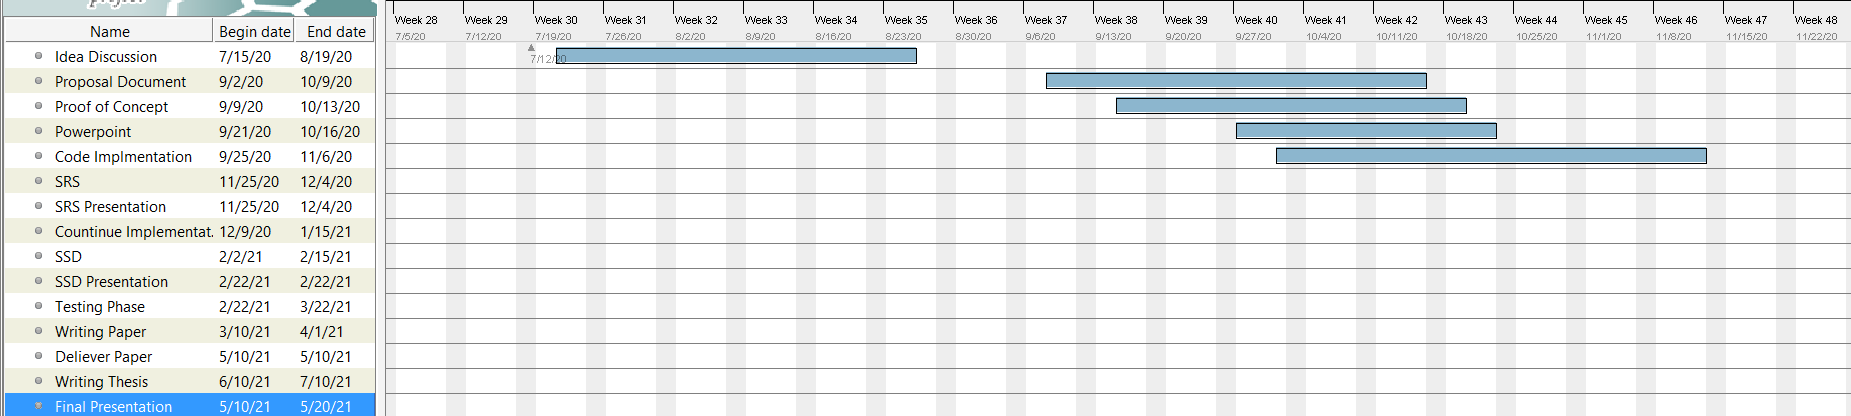 project
Week 28 Week 29 Week 30 Week 31 Week 32 Week 33 Week 34 Week 35 Week 36 Week 37 Week 38 Week 39 Week 40 Week 41 Week 42 Week 43 Week 44 Week 45 Week 46 Week 47 Week 48
7/5/20 7/12/20 7/19/20 7/26/20 8/2/20 8/9/20 8/16/20 8/23/20 8/30/20 9/6/20 9/13/20 9/20/20 9/27/20 10/4/20 10/11/20 10/18/20 10/25/20 11/1/20 11/8/20 11/15/20 11/22/20
Name Begin date End date
Idea Discussion 7/15/20 8/19/20
7/12/20
Proposal Document 9/2/20 10/9/20
Proof of Concept 9/9/20 10/13/20
Powerpoint 9/21/20 10/16/20
Code Implmentation 9/25/20 11/6/20
SRS 11/25/20 12/4/20
SRS Presentation 11/25/20 12/4/20
Countinue Implementat. 12/9/20 1/15/21
SSD 2/2/21 2/15/21
SSD Presentation 2/22/21 2/22/21
Testing Phase 2/22/21 3/22/21
Writing Paper 3/10/21 4/1/21
Deliever Paper 5/10/21 5/10/21
Writing Thesis 6/10/21 7/10/21
Final Presentation 5/10/21 5/20/21